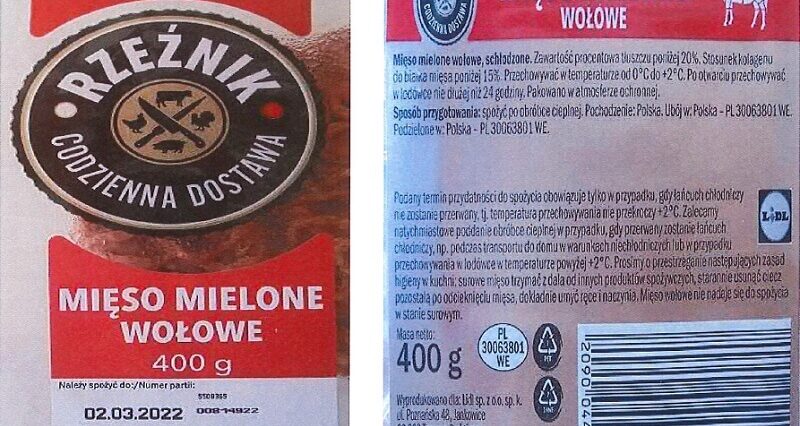 RZEŹNIK
CODZIENNA DOSTAWA
MIĘSO MIELONE
WOŁOWE
400 g
Należy spożyć do:/Numer partii:
02.03.2022 00814922
CODZIENNA DOSTAWA
WOŁOWE
Mięso mielone wołowe, schłodzone. Zawartość procentowa tłuszczu poniżej 20%. Stosunek kolagenu
do białka mięsa poniżej 15%. Przechowywać w temperaturze od 0°C do +2°C. Po otwarciu przechowywać
w lodówce nie dłużej niż 24 godziny. Pakowano w atmosferze ochronnej.
Sposób przygotowania: spożyć po obróbce cieplnej. Pochodzenie: Polska. Ubój w: Polska - PL 30063801 WE.
Podzielone w: Polska - PL 30063801 WE.
Podany termin przydatności do spożycia obowiązuje tylko w przypadku, gdy łańcuch chłodniczy
nie zostanie przerwany, tj. temperatura przechowywania nie przekroczy +2°C. Zalecamy
natychmiastowe poddanie obróbce cieplnej w przypadku, gdy przerwany zostanie łańcuch
chłodniczy, np. podczas transportu do domu w warunkach niechłodniczych lub w przypadku
przechowywania w lodówce w temperaturze powyżej +2°C. Prosimy o przestrzeganie następujących zasad
higieny w kuchni: surowe mięso trzymać z dala od innych produktów spożywczych, starannie usunąć ciecz
pozostałą po odcieknięciu mięsa, dokładnie umyć ręce i naczynia. Mięso wołowe nie nadaje się do spożycia
w stanie surowym.
LIDL
Masa netto:
400 g
PL
30063801
WE
PET
Wyprodukowano dla: Lidl sp. z o.o. sp. k.
ul. Poznańska 48, Jankowice